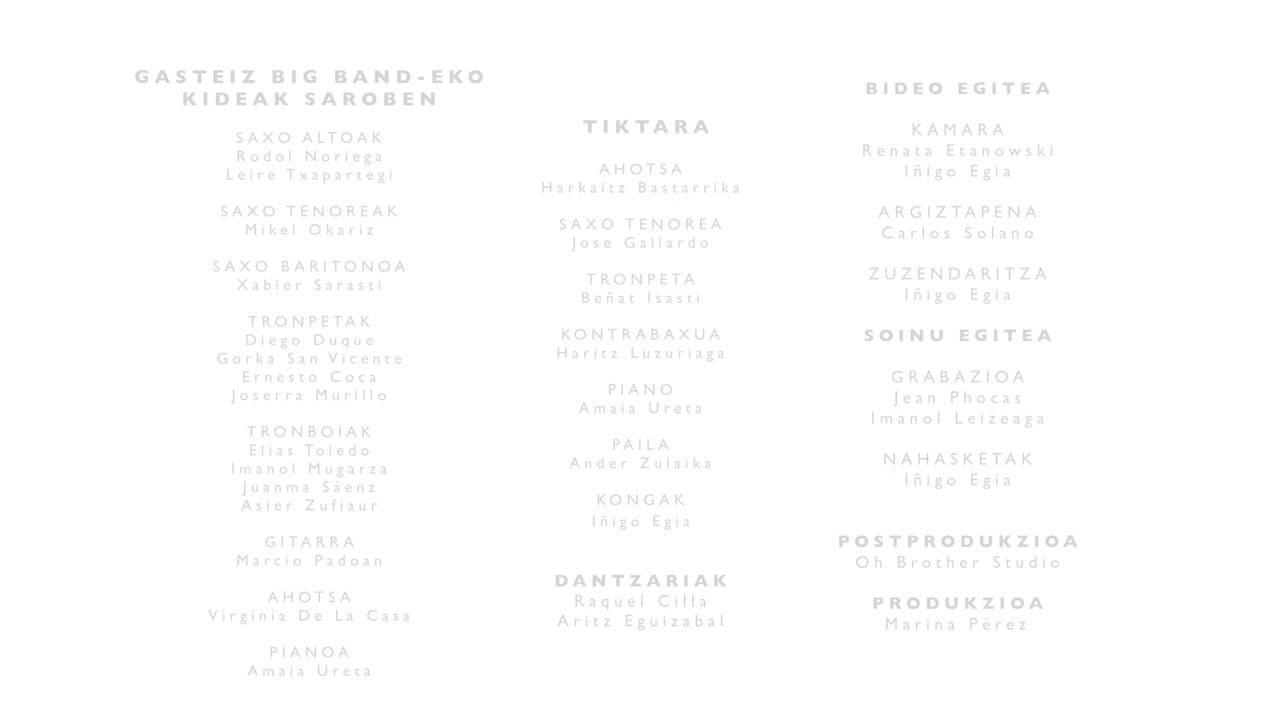 GASTEIZ BIG BAND-EKO
KIDEAK SAROBEN
SAXO ALTOAK
Rodol Noriega
Leire Txapartegi
SAXO TENOREAK
Mikel Okariz
SAXO BARITONOA
Xabier Sarasti
TRONPETAK
Diego Duque
Gorka San Vicente
Ernesto Coca
Joserra Murillo
TRONBOIAK
Elias Toledo
Imanol Mugarza
Juanma Sáenz
Asier Zufiaur
GITARRA
Marcio Padoan
AHOTSA
Virginia De La Casa
PIANOA
Amaia Ureta
TIKTARA
AHOTSA
Harkaitz Bastarrika
SAXO TENOREA
Jose Gallardo
TRONPETA
Beñat Isasti
KONTRABAXUA
Haritz Luzuriaga
PIANO
Amaia Ureta
PAILA
Ander Zulaika
KONGAK
Iñigo Egia
DANTZARIAK
Raquel Cilla
Aritz Eguizabal
BIDEO EGITEA
KAMARA
Renata Etanowski
Iñigo Egia
ARGIZTAPENA
Carlos Solano
ZUZENDARITZA
Iñigo Egia
SOINU EGITEA
GRABAZIOA
Jean Phocas
Imanol Leizeaga
NAHASKETAK
Iñigo Egia
POSTPRODUKZIOA
Oh Brother Studio
PRODUKZIOA
Marina Pérez